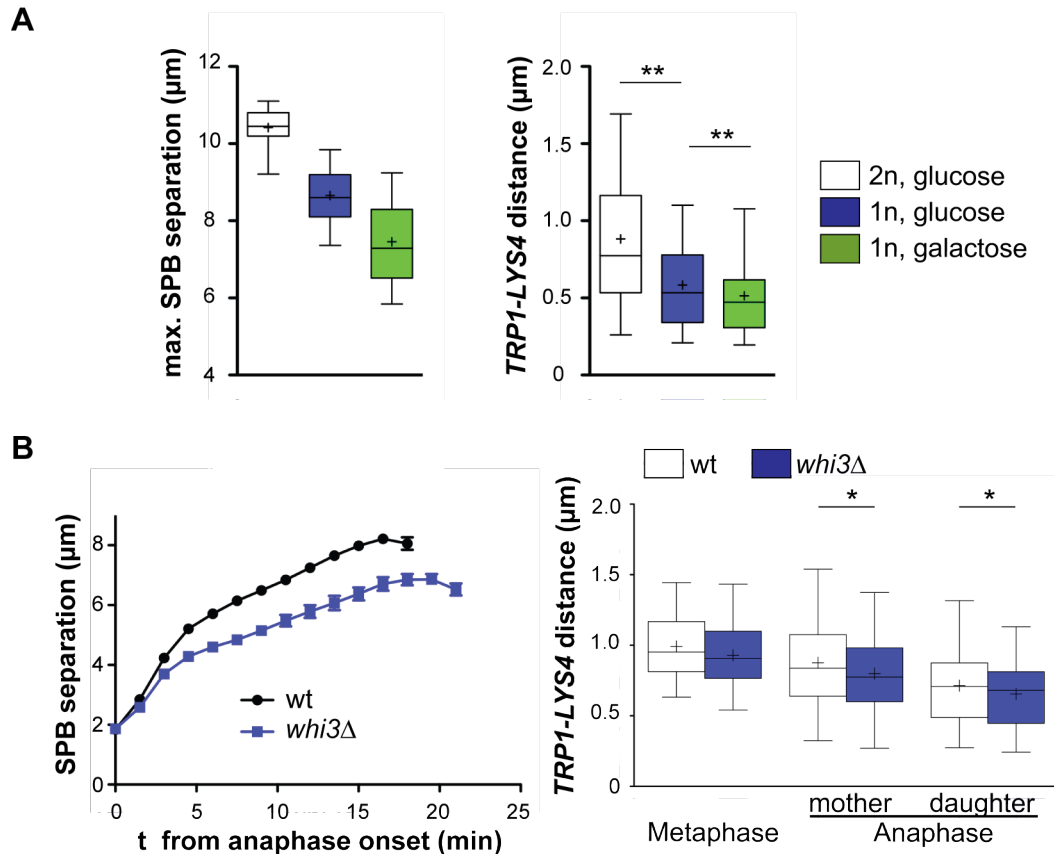 A
max. SPB separation (μm)
12
10
8
6
4
TRP1-LYS4 distance (μm)
2.0
1.5
1.0
0.5
0
**
**
2n, glucose
1n, glucose
1n, galactose
B
SPB separation (μm)
8
6
4
2
0
0 5 10 15 20 25
t from anaphase onset (min)
wt
whi3Δ
wt whi3Δ
TRP1-LYS4 distance (μm)
2.0
1.5
1.0
0.5
0
*
*
Metaphase
mother daughter
Anaphase